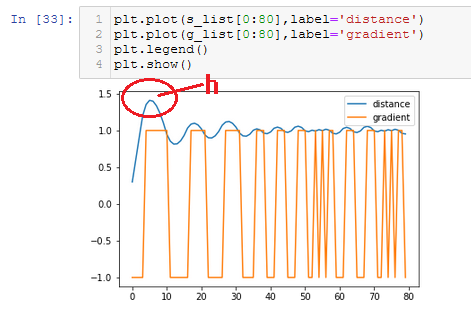 In [33]:
1 plt.plot(s_list[0:80],label='distance')
2 plt.plot(g_list[0:80],label='gradient')
3 plt.legend()
4 plt.show()
h
distance
gradient
1.5
1.0
0.5
0.0
−0.5
−1.0
0 10 20 30 40 50 60 70 80